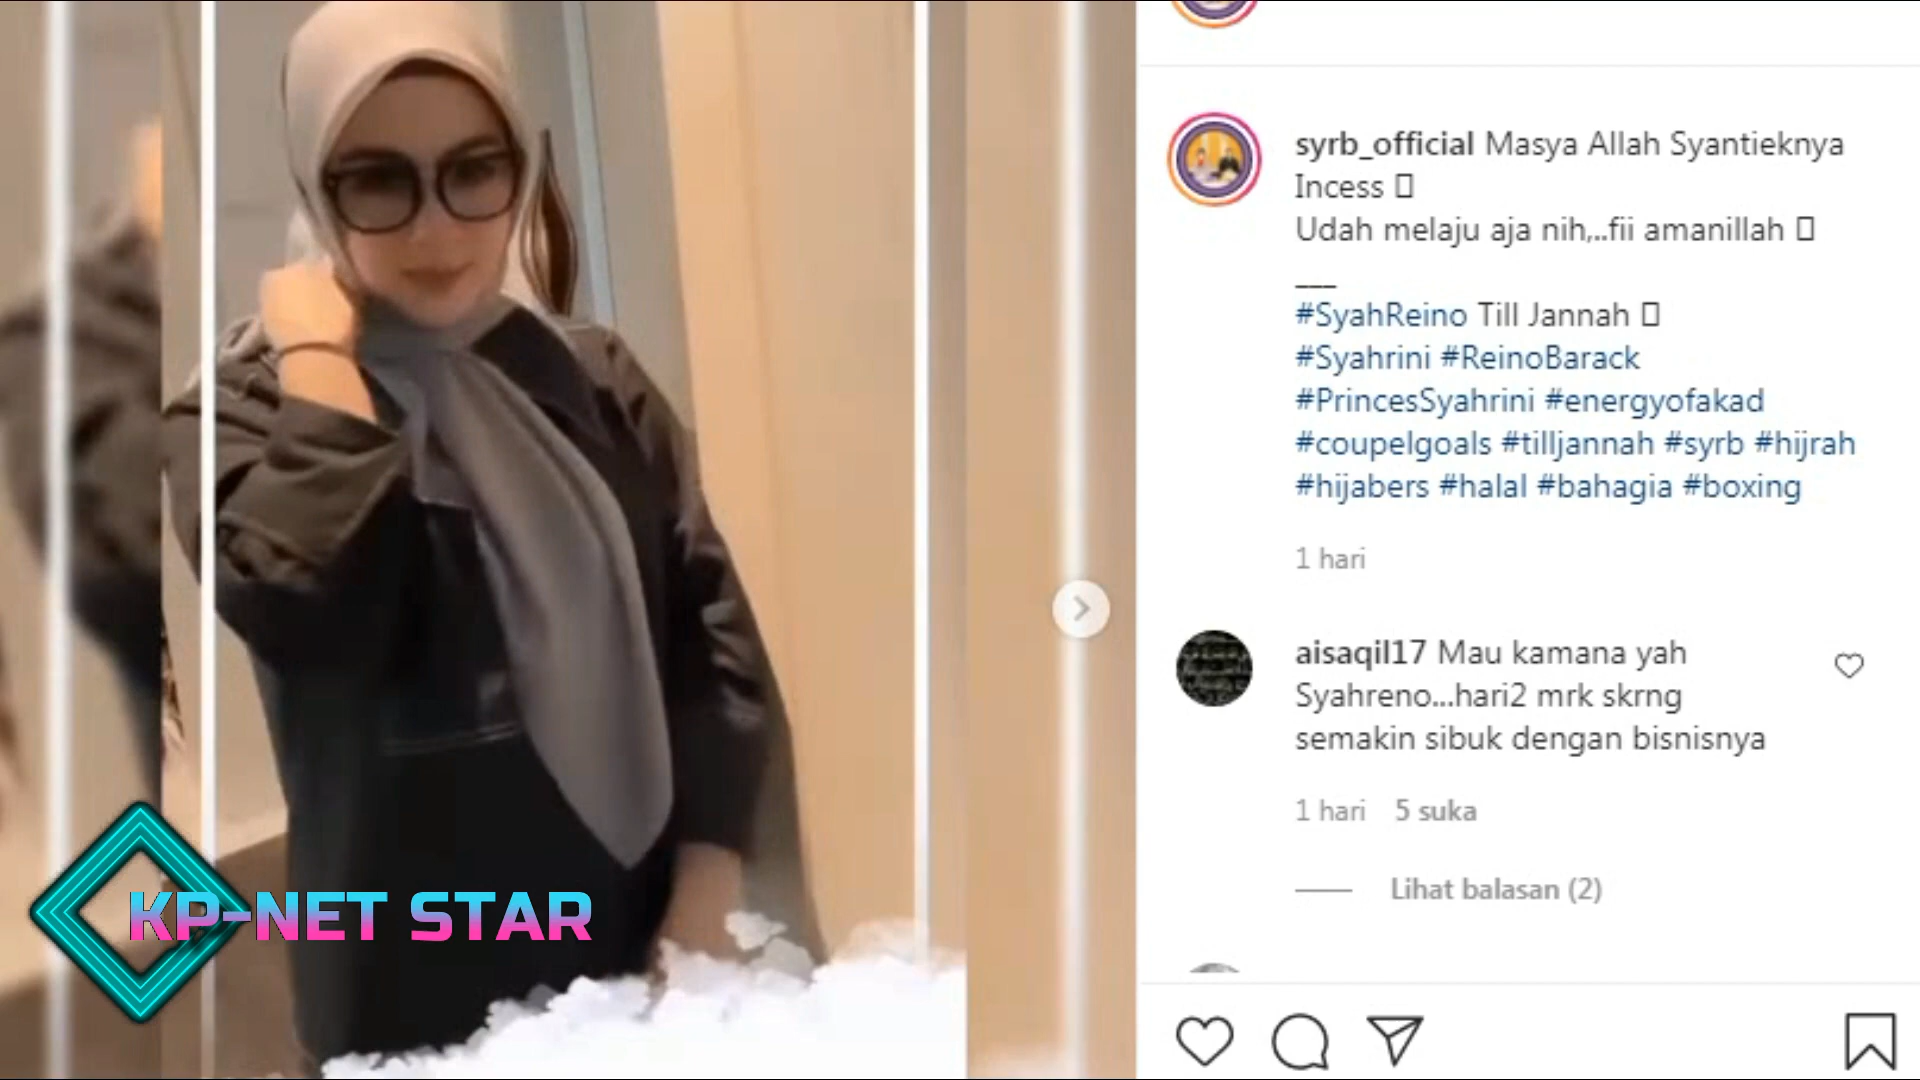 syrb_official Masya Allah Syantieknya
Incess
Udah melaju aja nih,..fii amanillah
___
#SyahReino Till Jannah
#Syahrini #ReinoBarack
#PrincesSyahrini #energyofakad
#coupelgoals #tilljannah #syrb #hijrah
#hijabers #halal #bahagia #boxing
1 hari
aisaqil17 Mau kamana yah
Syahreno...hari2 mrk skrng
semakin sibuk dengan bisnisnya
1 hari 5 suka
Lihat balasan (2)
KP-NET STAR